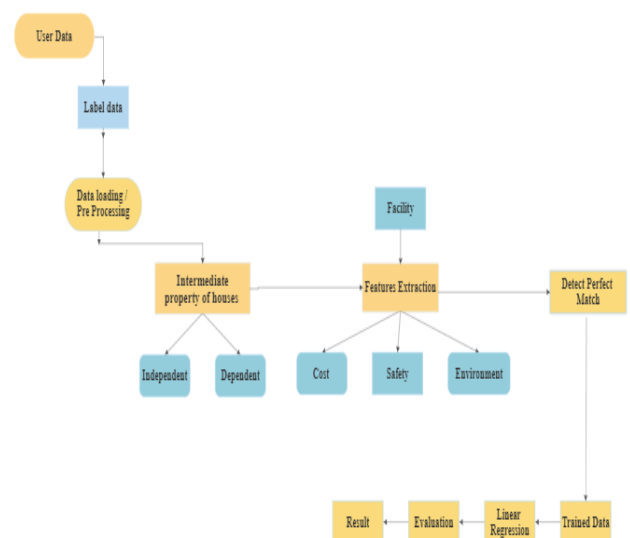 User Data
Label data
Data loading /
Pre Processing
Facility
Intermediate
property of houses
Features Extraction
Detect Perfect
Match
Independent
Dependent
Cost
Safety
Environment
Result
Evaluation
Linear
Regression
Trained Data